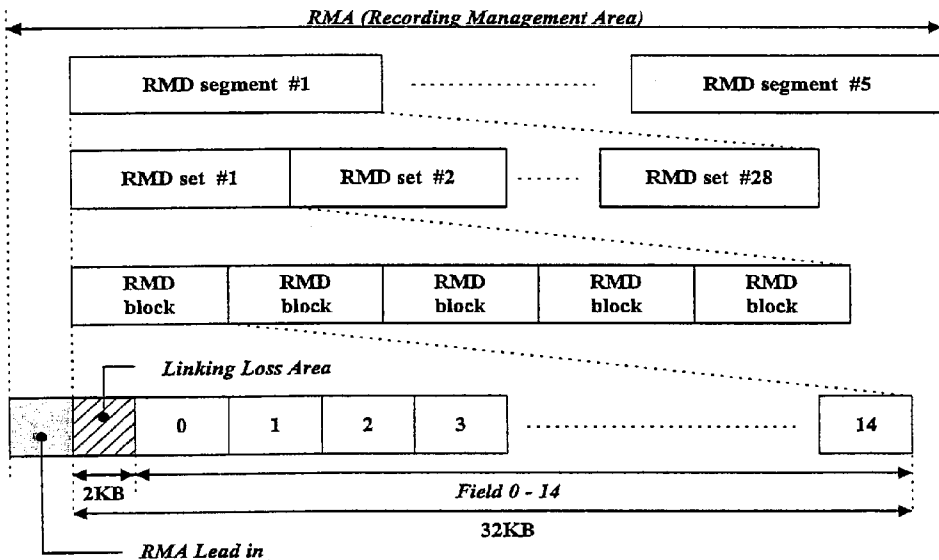 RMA (Recording Management Area)
RMD segment #1
RMD segment #5
RMD set #1
RMD set #2
RMD set #28
RMD block
RMD block
RMD block
RMD block
RMD block
Linking Loss Area
0
1
2
3
14
2KB
Field 0 - 14
32KB
RMA Lead in